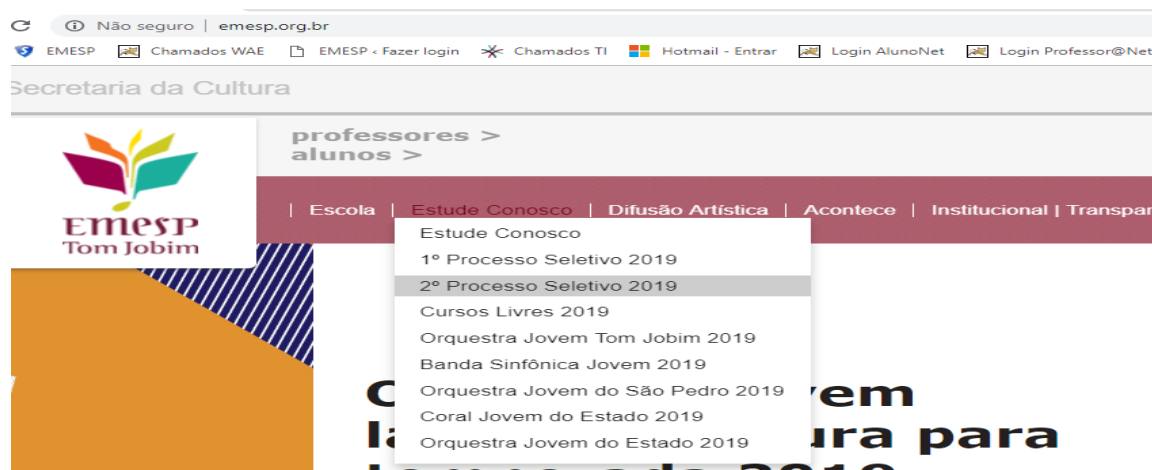 Não seguro | emesp.org.br
EMESP Chamados WAE EMESP ‹ Fazer login Chamados TI Hotmail - Entrar Login AlunoNet Login Professor@Net
Secretaria da Cultura
professores >
alunos >
EMESP
Tom Jobim
| Escola | Estude Conosco | Difusão Artística | Acontece | Institucional | Transpar
Estude Conosco
1º Processo Seletivo 2019
2º Processo Seletivo 2019
Cursos Livres 2019
Orquestra Jovem Tom Jobim 2019
Banda Sinfônica Jovem 2019
Orquestra Jovem do São Pedro 2019
Coral Jovem do Estado 2019
Orquestra Jovem do Estado 2019
vem
ura para